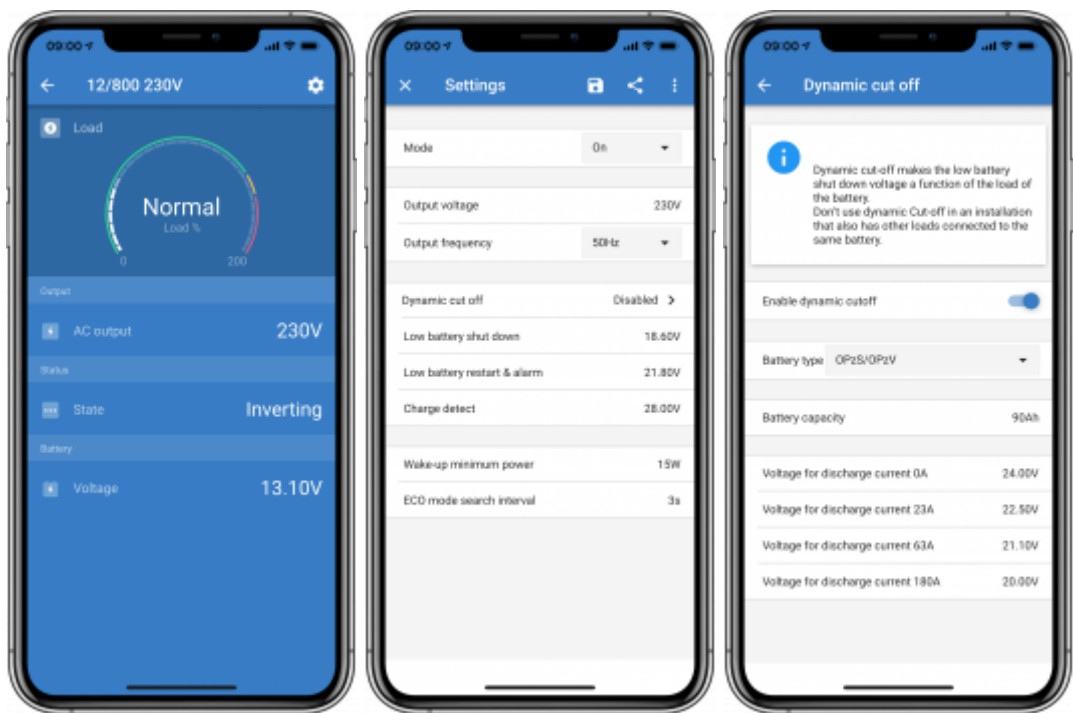 09:00
12/800 230V
Load
Normal
Load %
0 200
Output
AC output 230V
Status
State Inverting
Battery
Voltage 13.10V
09:00
Settings
Mode On
Output voltage 230V
Output frequency 50Hz
Dynamic cut off Disabled
Low battery shut down 18.60V
Low battery restart & alarm 21.80V
Charge detect 28.00V
Wake-up minimum power 15W
ECO mode search interval 3s
09:00
Dynamic cut off
Dynamic cut-off makes the low battery
shut down voltage a function of the load of
the battery.
Don't use dynamic Cut-off in an installation
that also has other loads connected to the
same battery.
Enable dynamic cutoff
Battery type OPzS/OPzV
Battery capacity 90Ah
Voltage for discharge current 0A 24.00V
Voltage for discharge current 23A 22.50V
Voltage for discharge current 63A 21.10V
Voltage for discharge current 180A 20.00V